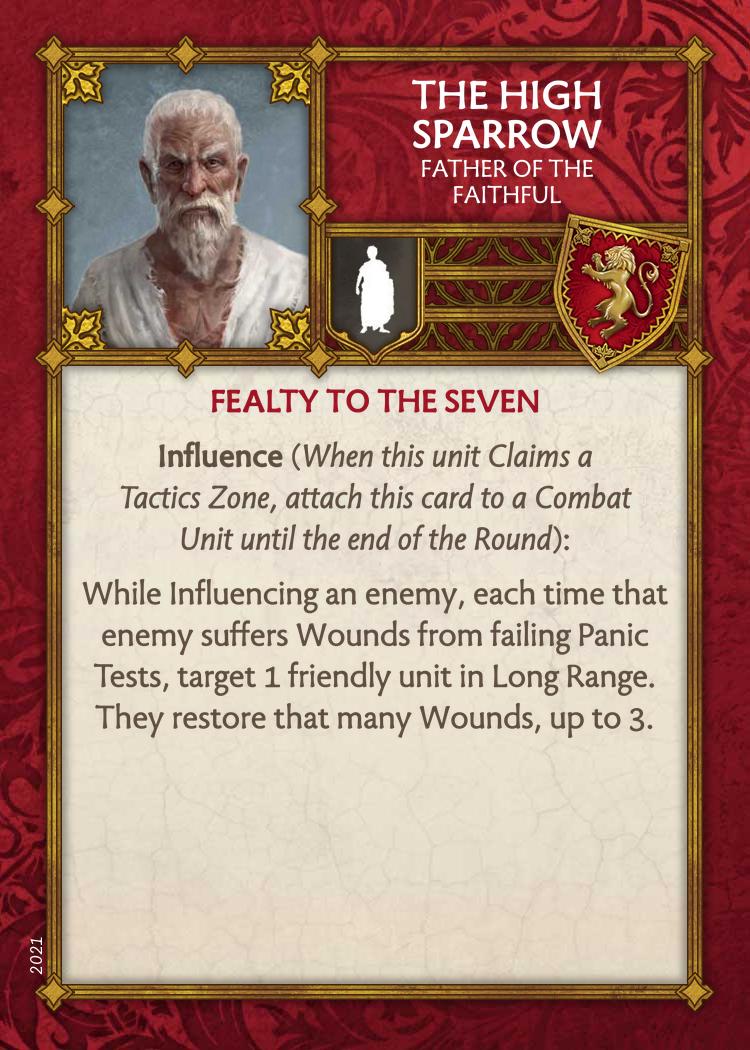 THE HIGH
SPARROW
FATHER OF THE
FAITHFUL
FEALTY TO THE SEVEN
Influence (When this unit Claims a
Tactics Zone, attach this card to a Combat
Unit until the end of the Round):
While Influencing an enemy, each time that
enemy suffers Wounds from failing Panic
Tests, target 1 friendly unit in Long Range.
They restore that many Wounds, up to 3.
2021